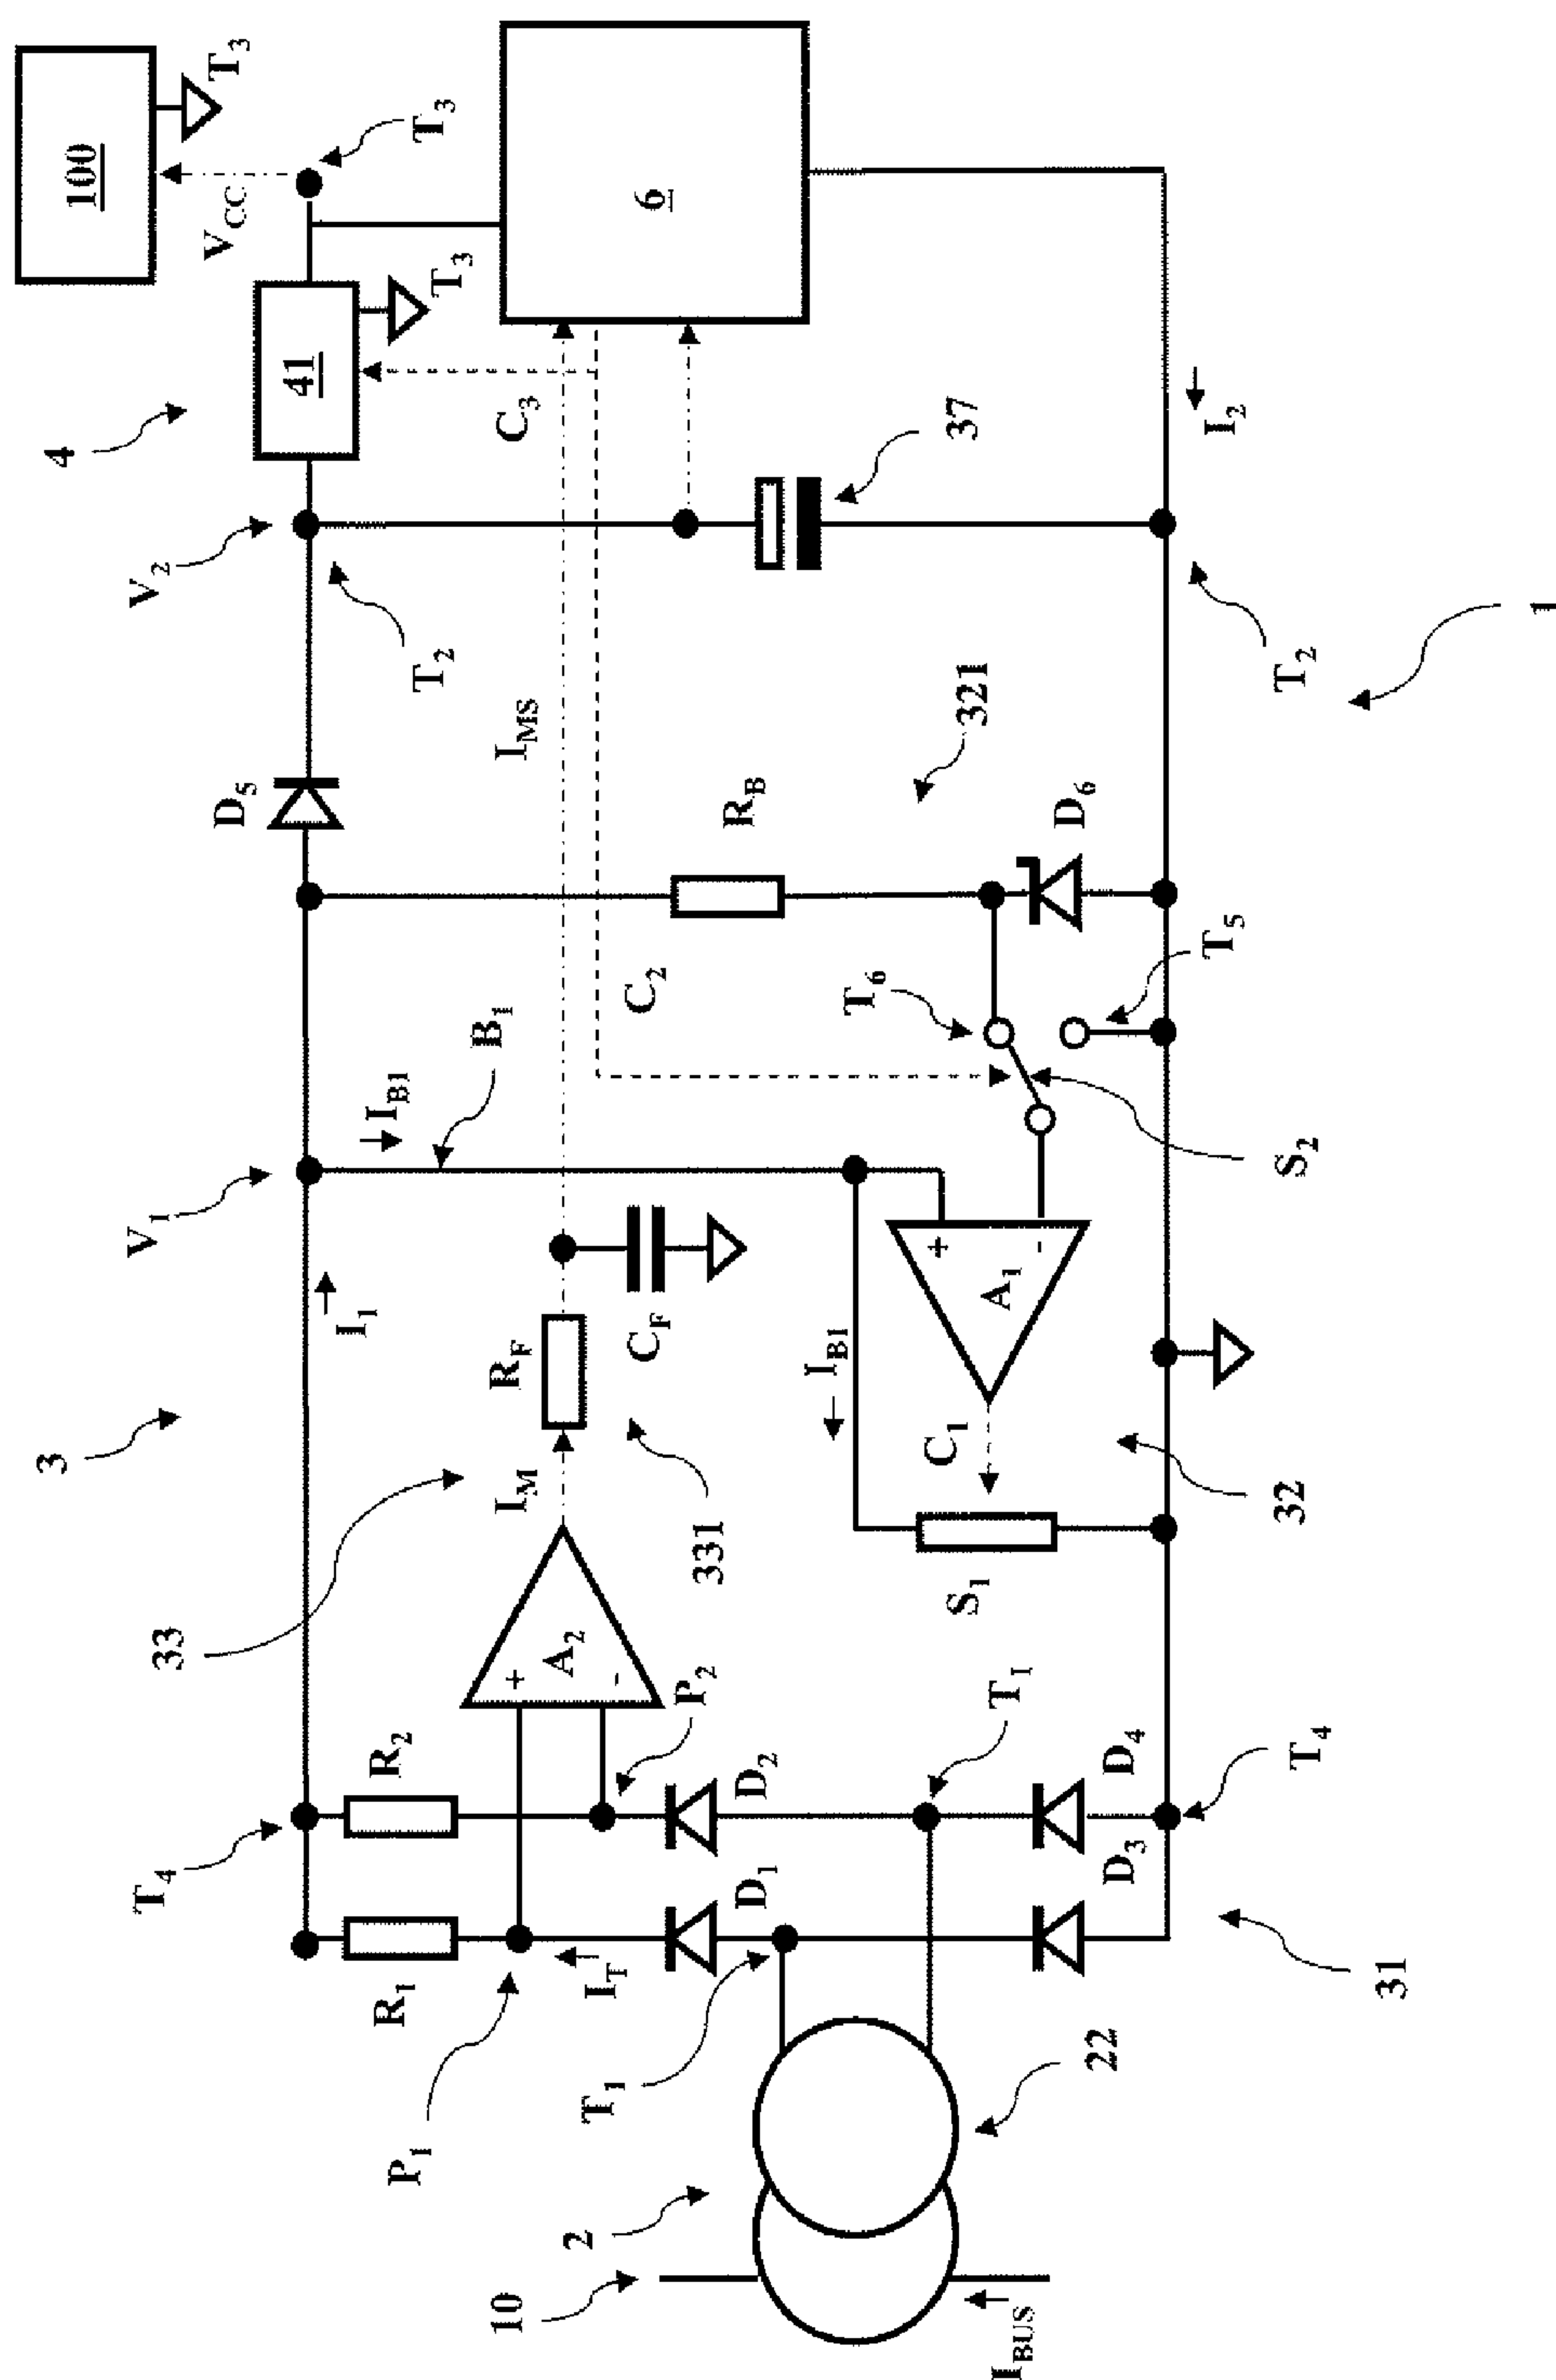 100
T3
T3
VCC
41
T3
6
4
C3
37
I2
V2
T2
T2
1
IMS
321
D5
RB
D6
C2
T6
T5
B1
IB1
S2
V1
I1
+
-
A1
RF
CF
IB1
C1
3
IM
331
S1
32
33
A2
+
-
P2
T1
R2
D2
D4
T4
T4
R1
D1
D3
IT
31
P1
T1
22
2
10
IBUS